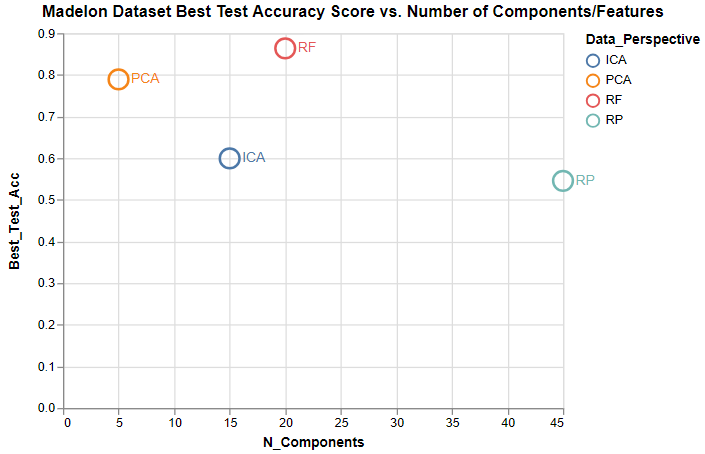 Madelon Dataset Best Test Accuracy Score vs. Number of Components/Features
Data_Perspective
ICA
PCA
RF
RP
Best_Test_Acc
0.9
0.8
0.7
0.6
0.5
0.4
0.3
0.2
0.1
0.0
RF
PCA
ICA
RP
0 5 10 15 20 25 30 35 40 45
N_Components